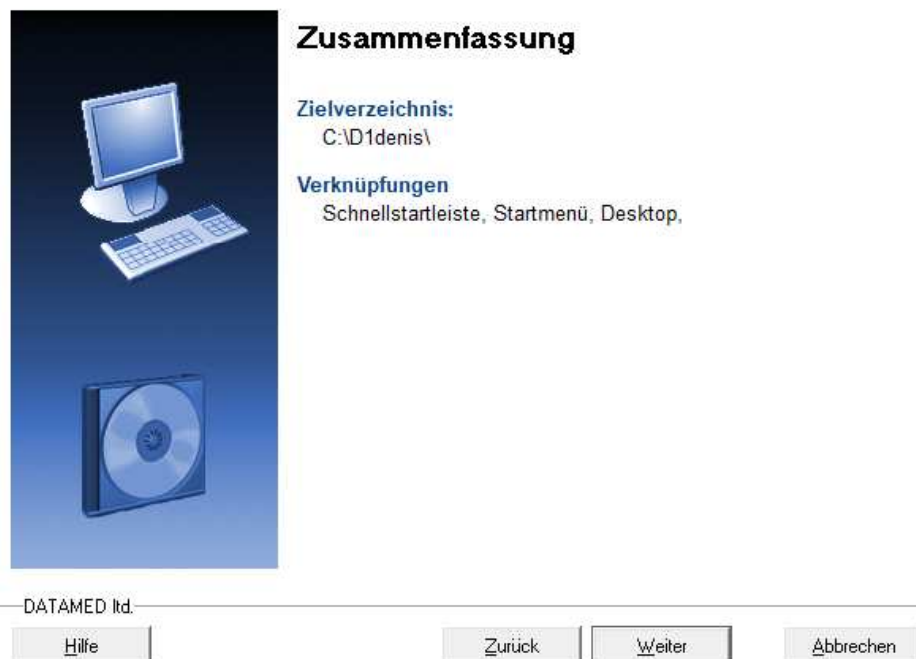 Zusammenfassung
Zielverzeichnis:
C:\D1denis\
Verknüpfungen
Schnellstartleiste, Startmenü, Desktop,
DATAMED ltd.
Hilfe
Zurück
Weiter
Abbrechen